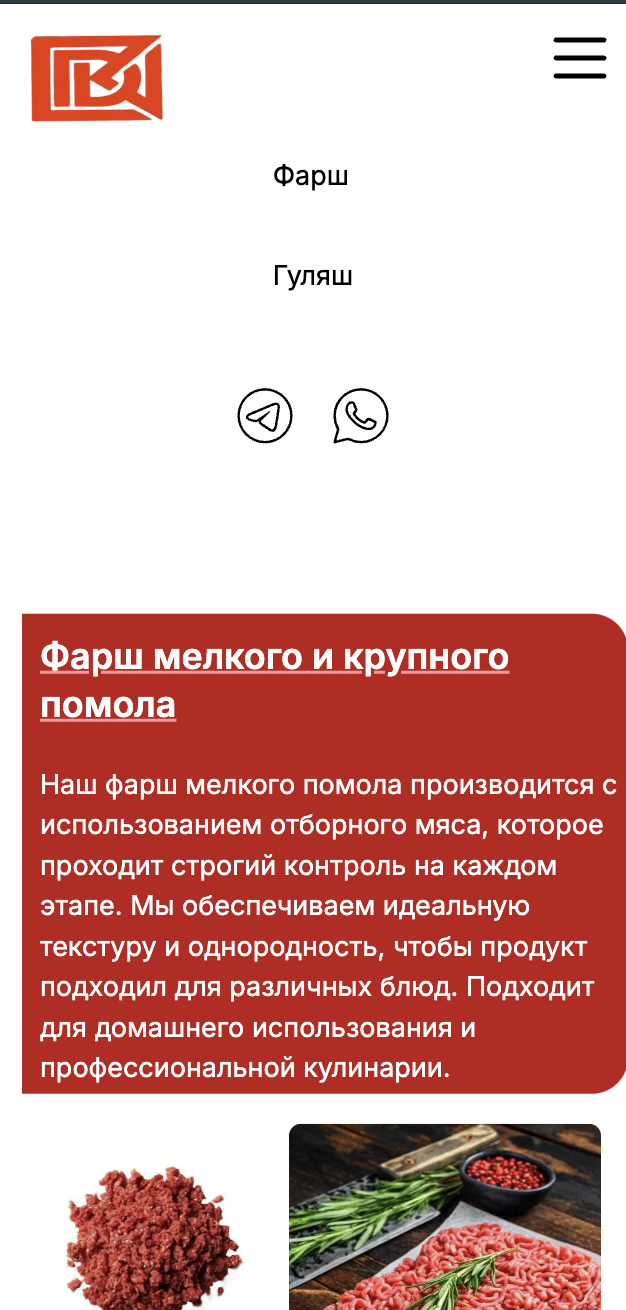 Фарш
Гуляш
Фарш мелкого и крупного
помола
Наш фарш мелкого помола производится с
использованием отборного мяса, которое
проходит строгий контроль на каждом
этапе. Мы обеспечиваем идеальную
текстуру и однородность, чтобы продукт
подходил для различных блюд. Подходит
для домашнего использования и
профессиональной кулинарии.